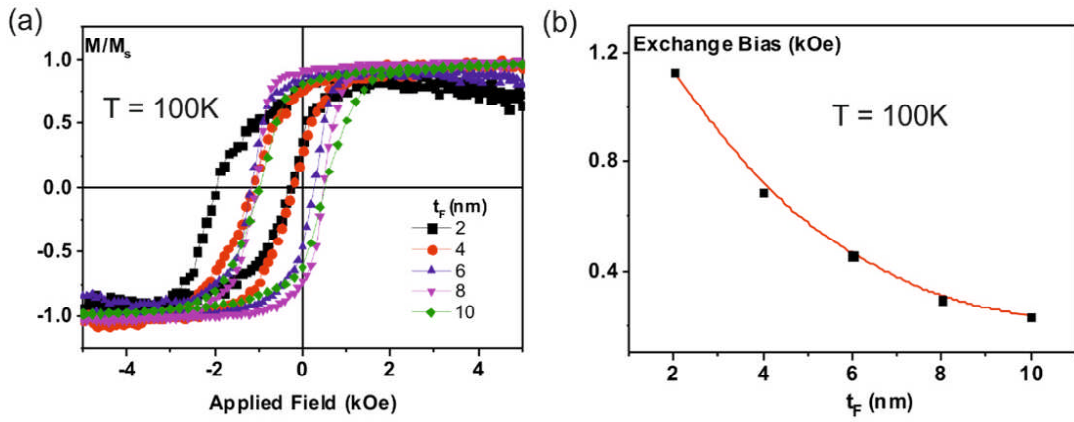 (a)
M/Ms
1.0
0.5
0.0
-0.5
-1.0
T = 100K
tF (nm)
2
4
6
8
10
-4
-2
0
2
4
Applied Field (kOe)
(b)
Exchange Bias (kOe)
1.2
0.8
0.4
T = 100K
2
4
6
8
10
tF (nm)